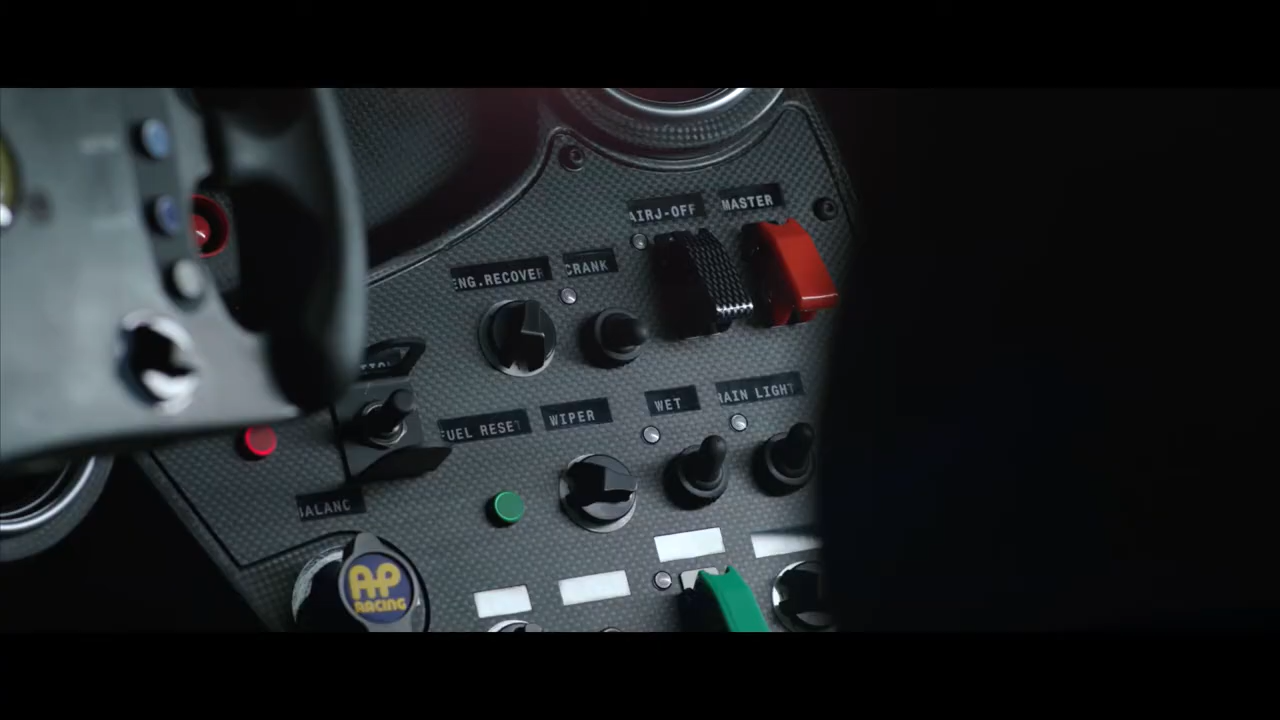 AIRJ-OFF
MASTER
ENG.RECOVER
CRANK
FUEL RESET
WIPER
WET
RAIN LIGHT
BALANC
AP
RACING